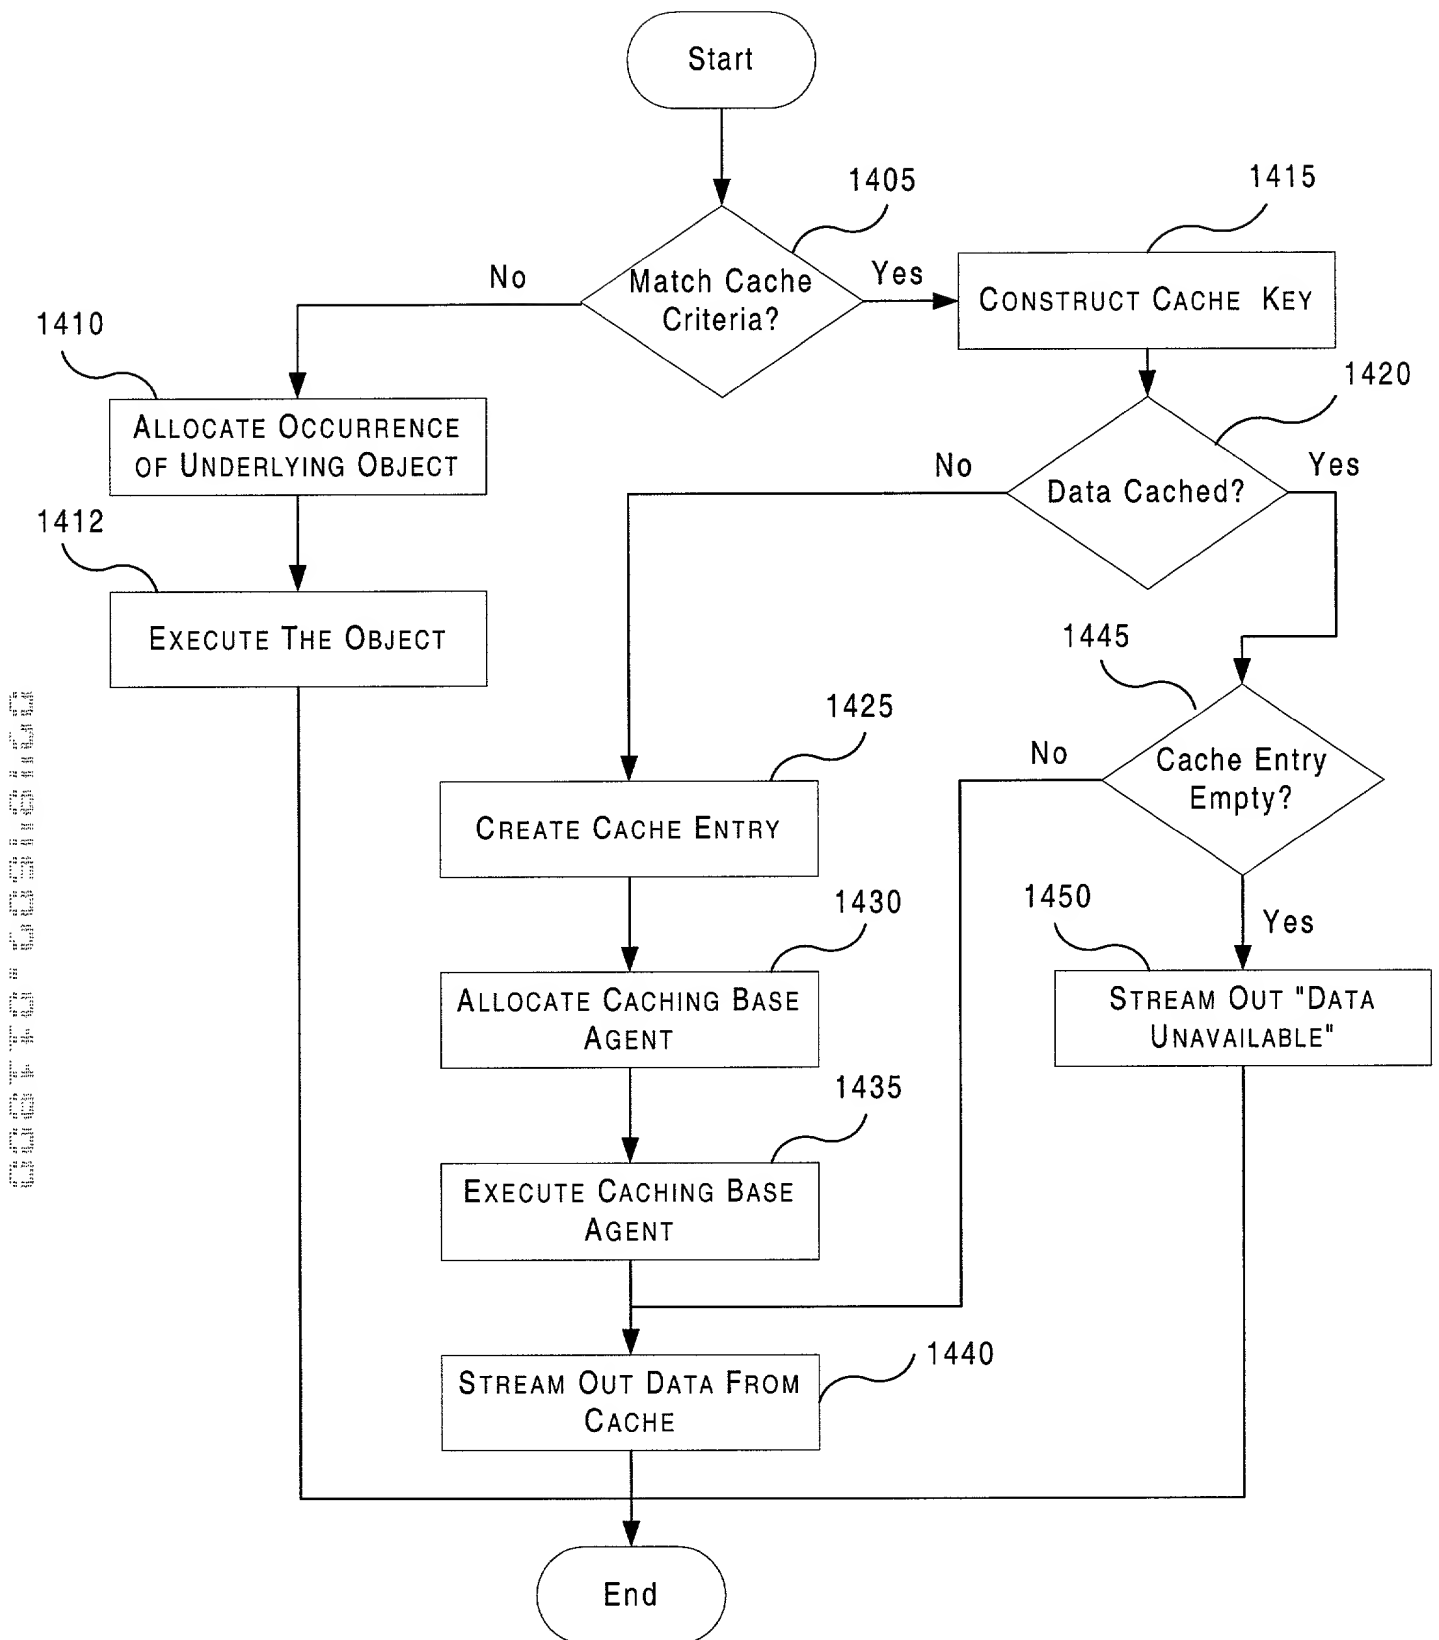 Start
1405
1415
Match Cache
Criteria?
No
Yes
CONSTRUCT CACHE KEY
1410
1420
ALLOCATE OCCURRENCE
OF UNDERLYING OBJECT
Data Cached?
No
Yes
1412
EXECUTE THE OBJECT
1445
1425
Cache Entry
Empty?
No
CREATE CACHE ENTRY
1430
1450
Yes
ALLOCATE CACHING BASE
AGENT
STREAM OUT "DATA
UNAVAILABLE"
1435
EXECUTE CACHING BASE
AGENT
1440
STREAM OUT DATA FROM
CACHE
End